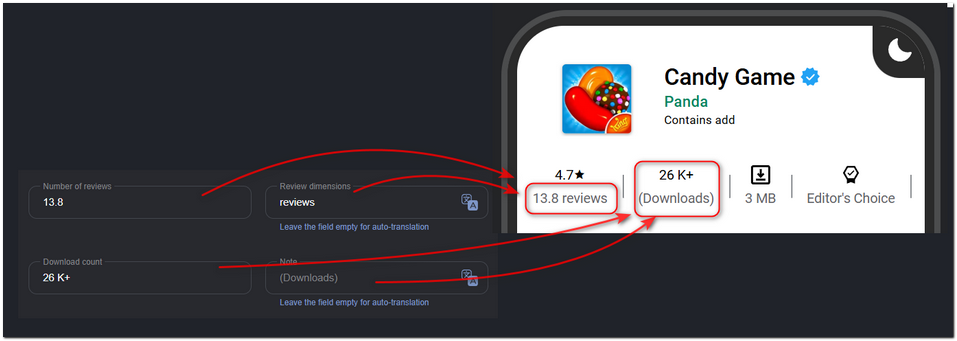 Number of reviews
13.8
Review dimensions
reviews
Leave the field empty for auto-translation
Download count
26 K+
Note
(Downloads)
Leave the field empty for auto-translation
King
Candy Game
Panda
Contains add
4.7★
13.8 reviews
26 K+
(Downloads)
3 MB
Editor's Choice